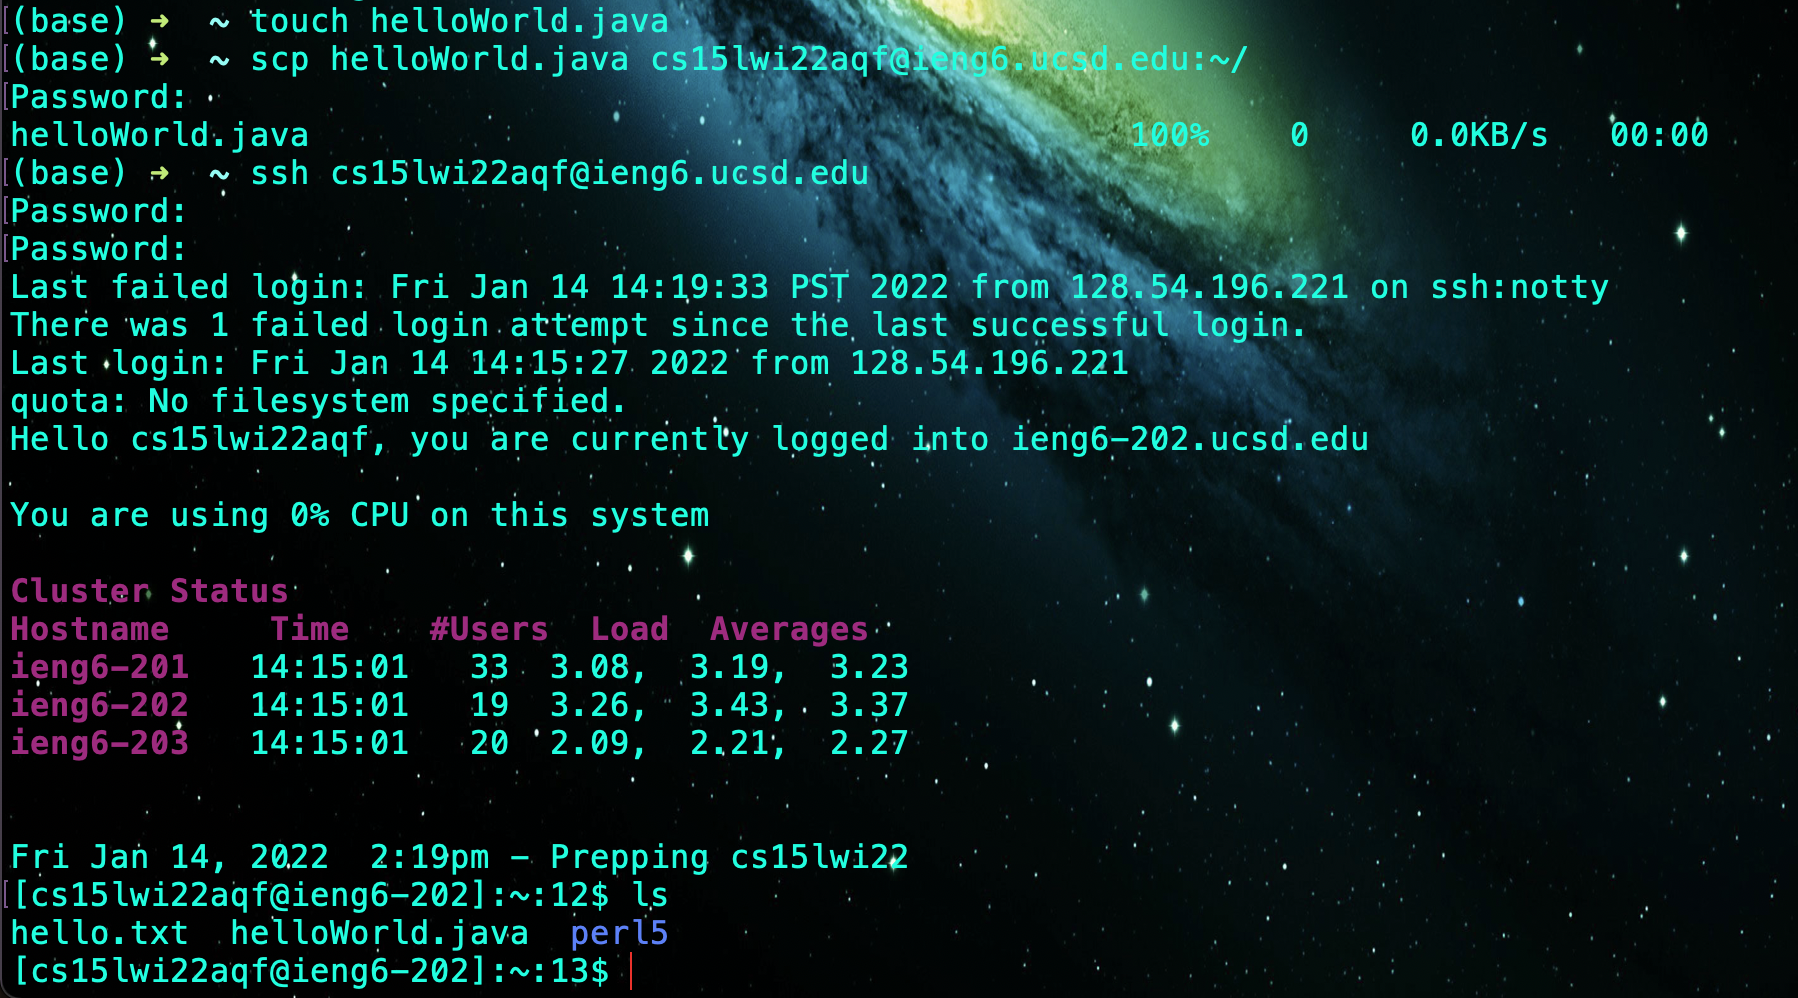 (base) ➜  ~ touch helloWorld.java
(base) ➜  ~ scp helloWorld.java cs15lwi22aqf@ieng6.ucsd.edu:~/
Password:
helloWorld.java 100% 0 0.0KB/s 00:00
(base) ➜  ~ ssh cs15lwi22aqf@ieng6.ucsd.edu
Password:
Password:
Last failed login: Fri Jan 14 14:19:33 PST 2022 from 128.54.196.221 on ssh:notty
There was 1 failed login attempt since the last successful login.
Last login: Fri Jan 14 14:15:27 2022 from 128.54.196.221
quota: No filesystem specified.
Hello cs15lwi22aqf, you are currently logged into ieng6-202.ucsd.edu
You are using 0% CPU on this system
Cluster Status
Hostname     Time    #Users  Load  Averages
ieng6-201   14:15:01   33  3.08,  3.19,  3.23
ieng6-202   14:15:01   19  3.26,  3.43,  3.37
ieng6-203   14:15:01   20  2.09,  2.21,  2.27
Fri Jan 14, 2022  2:19pm - Prepping cs15lwi22
[cs15lwi22aqf@ieng6-202]:~:12$ ls
hello.txt  helloWorld.java  perl5
[cs15lwi22aqf@ieng6-202]:~:13$